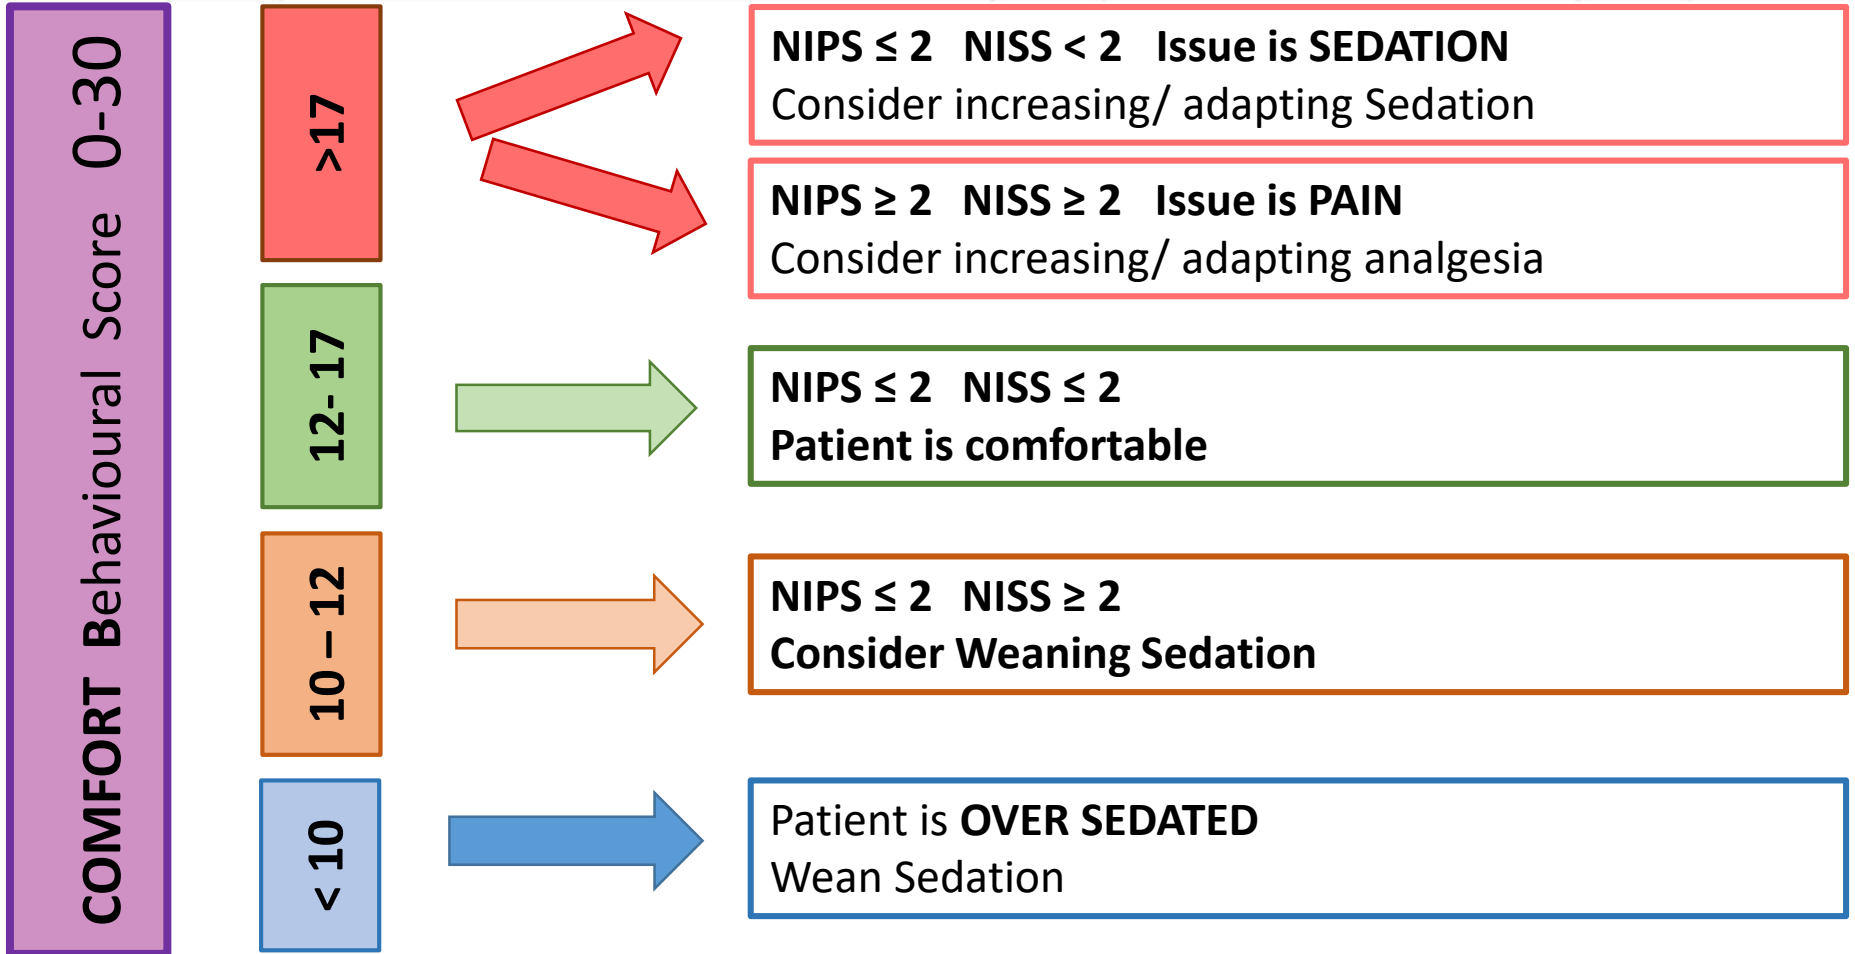 COMFORT Behavioural Score 0-30
>17
NIPS ≤ 2 NISS < 2 Issue is SEDATION
Consider increasing/ adapting Sedation
NIPS ≥ 2 NISS ≥ 2 Issue is PAIN
Consider increasing/ adapting analgesia
12- 17
NIPS ≤ 2 NISS ≤ 2
Patient is comfortable
10 – 12
NIPS ≤ 2 NISS ≥ 2
Consider Weaning Sedation
< 10
Patient is OVER SEDATED
Wean Sedation